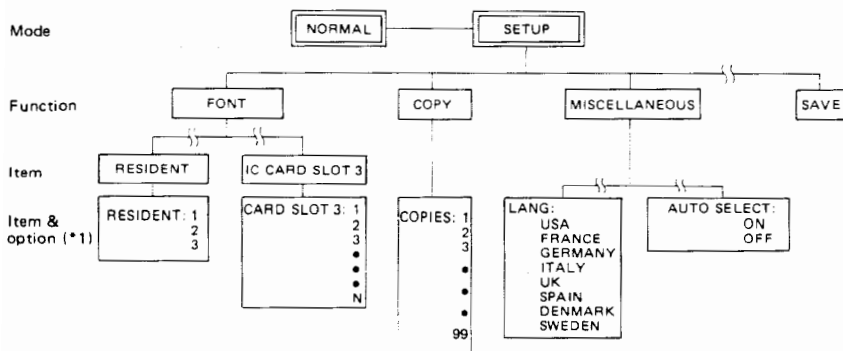 Mode NORMAL SETUP
Function FONT COPY MISCELLANEOUS SAVE
Item RESIDENT IC CARD SLOT 3
Item &
option (*1)
RESIDENT: 1
2
3
CARD SLOT 3: 1
2
3
•
•
•
N
COPIES: 1
2
3
•
•
•
99
LANG:
USA
FRANCE
GERMANY
ITALY
UK
SPAIN
DENMARK
SWEDEN
AUTO SELECT:
ON
OFF